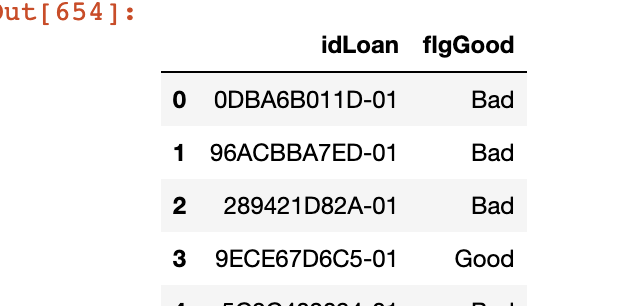 Out[654]:
idLoan flgGood
0 0DBA6B011D-01 Bad
1 96ACBBA7ED-01 Bad
2 289421D82A-01 Bad
3 9ECE67D6C5-01 Good